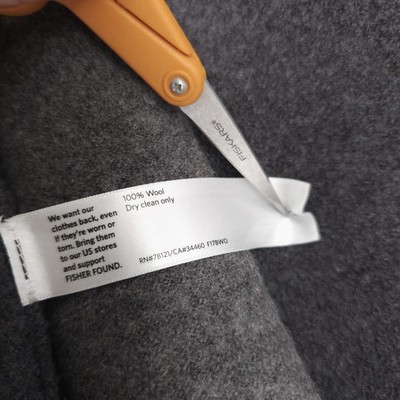 FISKARS®
We want our
clothes back, even
if they're worn or
torn. Bring them
to our US stores
and support
FISHER FOUND.
100% Wool
Dry clean only
RN#78121/CA#34460 F17BWO